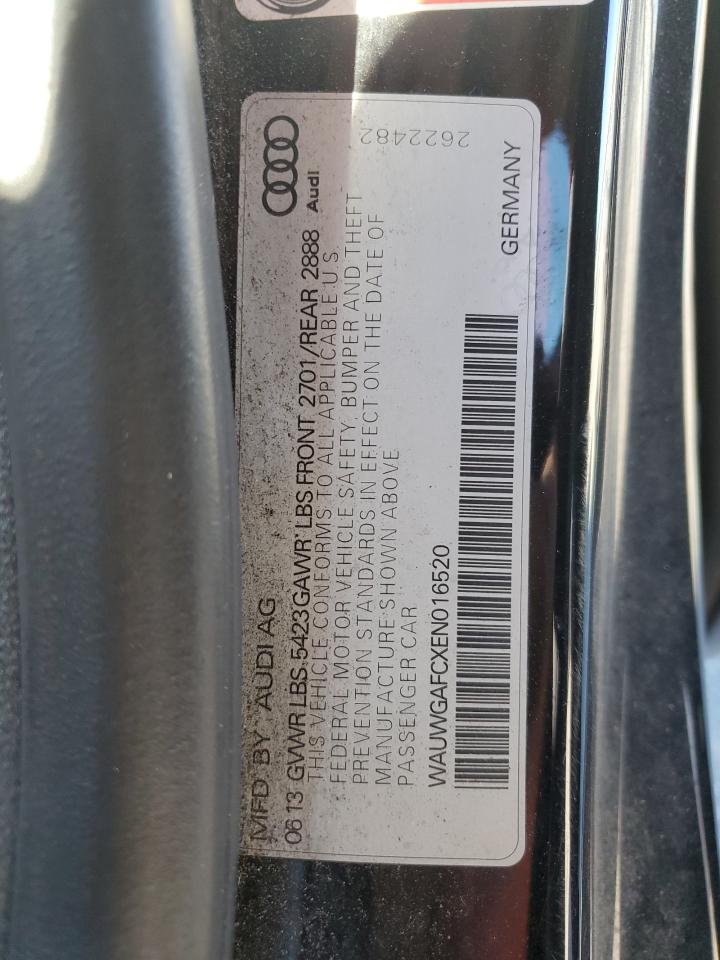 MFD BY AUDI AG
06 13 GVWR LBS. 5423 GAWR' LBS. FRONT 2701/REAR 2888
THIS VEHICLE CONFORMS TO ALL APPLICABLE U.S.
FEDERAL MOTOR VEHICLE SAFETY, BUMPER AND THEFT
PREVENTION STANDARDS IN EFFECT ON THE DATE OF
MANUFACTURE SHOWN ABOVE
PASSENGER CAR
WAUWGAFCXEN016520
Audi
2622482
GERMANY